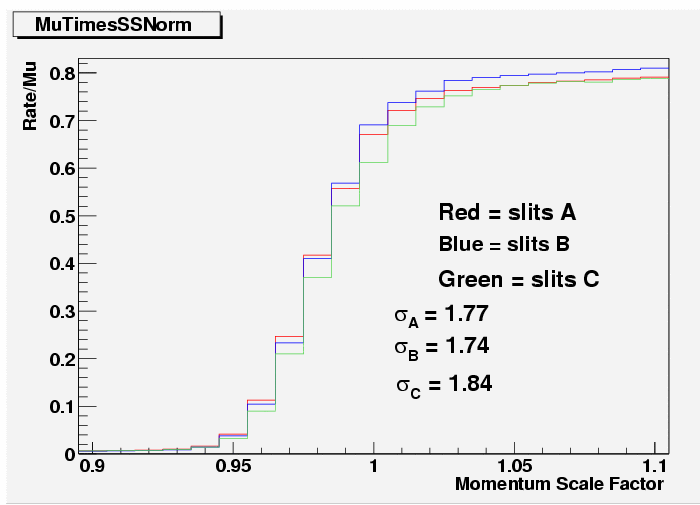 MuTimesSSNorm
Rate/Mu
0.8
0.7
0.6
0.5
0.4
0.3
0.2
0.1
0
Red = slits A
Blue = slits B
Green = slits C
σA = 1.77
σB = 1.74
σC = 1.84
0.9 0.95 1 1.05 1.1
Momentum Scale Factor